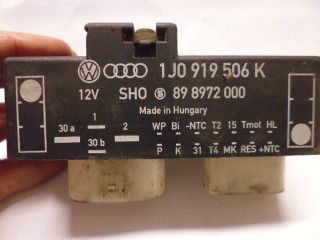 1J0 919 506 K
12V SHO S 89 8972 000
Made in Hungary
30 a 1 2 WP Bi -NTC T2 15 Tmot HL
30 b P K 31 T4 MK RES +NTC